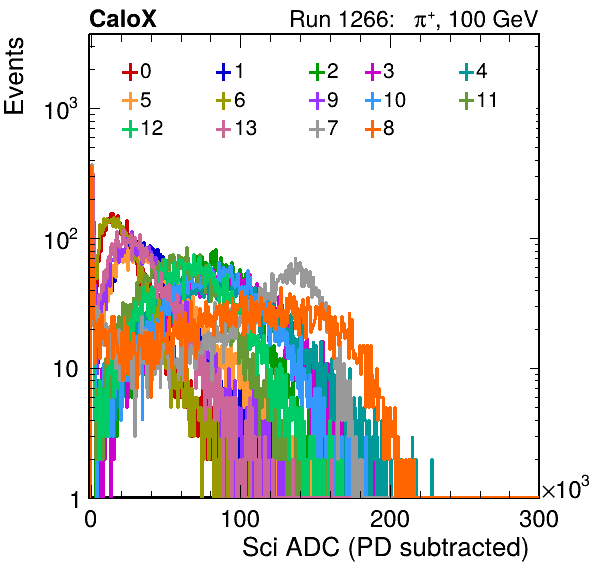 CaloX Run 1266: π⁺, 100 GeV
Events
0 1 2 3 4
5 6 9 10 11
12 13 7 8
10³
10²
10
1
0 100 200 300
×10³
Sci ADC (PD subtracted)